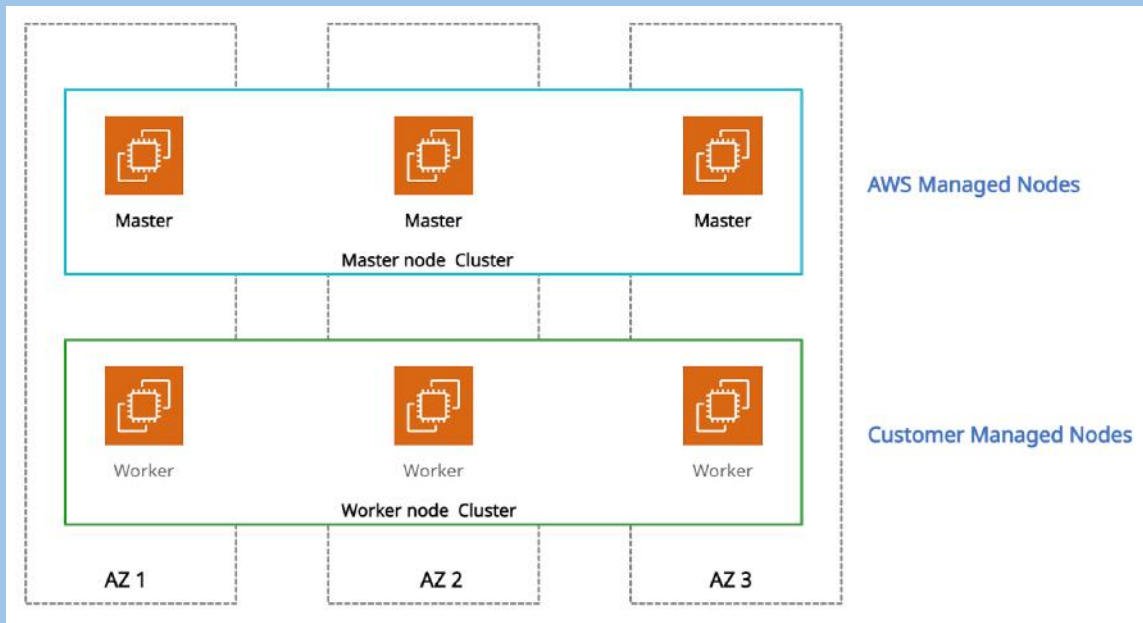 Master
Master
Master
Master node Cluster
AWS Managed Nodes
Worker
Worker
Worker
Worker node Cluster
Customer Managed Nodes
AZ 1
AZ 2
AZ 3